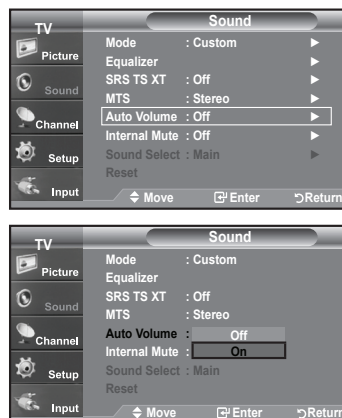 TV
Sound
Picture
Sound
Channel
Setup
Input
Mode : Custom ►
Equalizer ►
SRS TS XT : Off ►
MTS : Stereo ►
Auto Volume : Off ►
Internal Mute : Off ►
Sound Select : Main ►
Reset
Move Enter Return
TV
Sound
Picture
Sound
Channel
Setup
Input
Mode : Custom
Equalizer
SRS TS XT : Off
MTS : Stereo
Auto Volume : Off
Internal Mute : On
Sound Select : Main
Reset
Move Enter Return